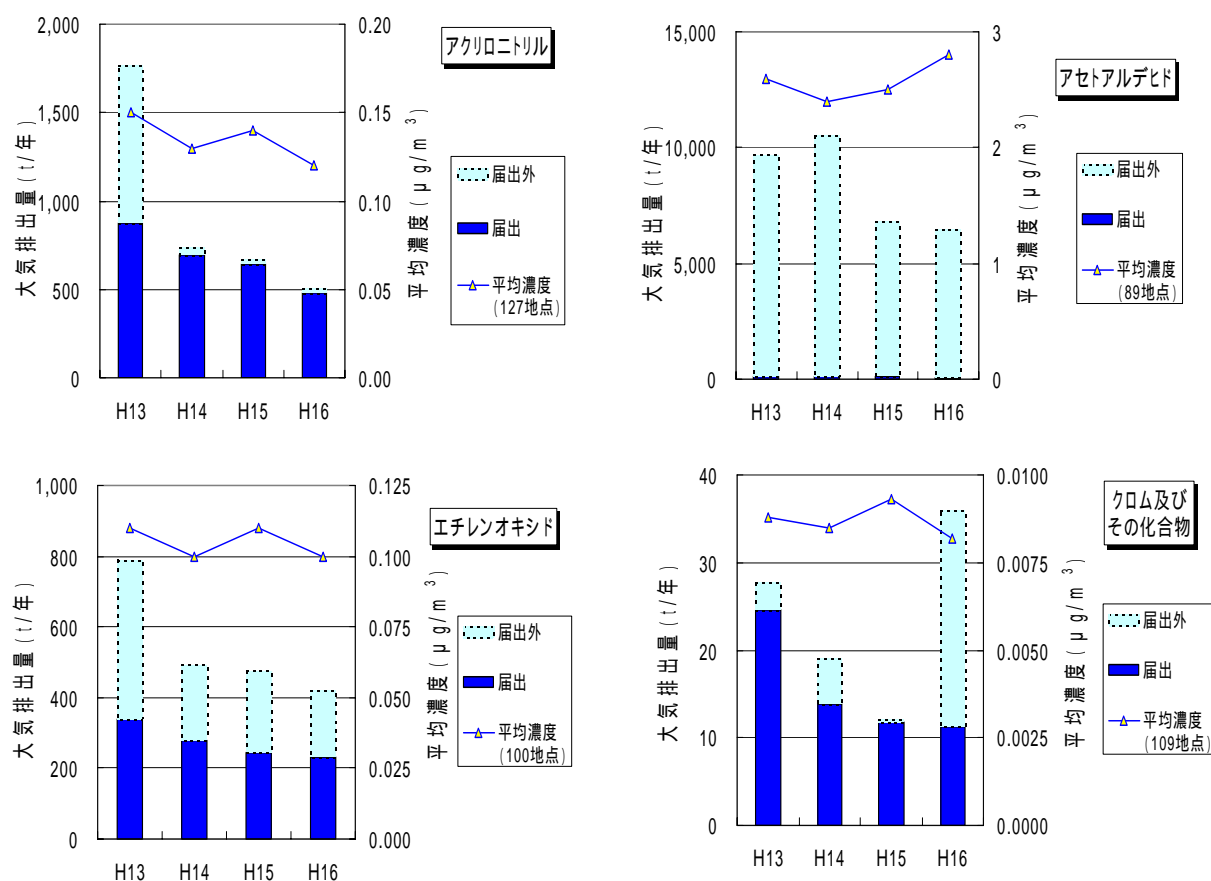 アクリロニトリル
大気排出量(t/年)
2,000
1,500
1,000
500
0
平均濃度(μg/m³)
0.20
0.15
0.10
0.05
0.00
H13 H14 H15 H16
届出外
届出
平均濃度
(127地点)
アセトアルデヒド
大気排出量(t/年)
15,000
10,000
5,000
0
平均濃度(μg/m³)
3
2
1
0
H13 H14 H15 H16
届出外
届出
平均濃度
(89地点)
エチレンオキシド
大気排出量(t/年)
1,000
800
600
400
200
0
平均濃度(μg/m³)
0.125
0.100
0.075
0.050
0.025
0.000
H13 H14 H15 H16
届出外
届出
平均濃度
(100地点)
クロム及び
その化合物
大気排出量(t/年)
40
30
20
10
0
平均濃度(μg/m³)
0.0100
0.0075
0.0050
0.0025
0.0000
H13 H14 H15 H16
届出外
届出
平均濃度
(109地点)